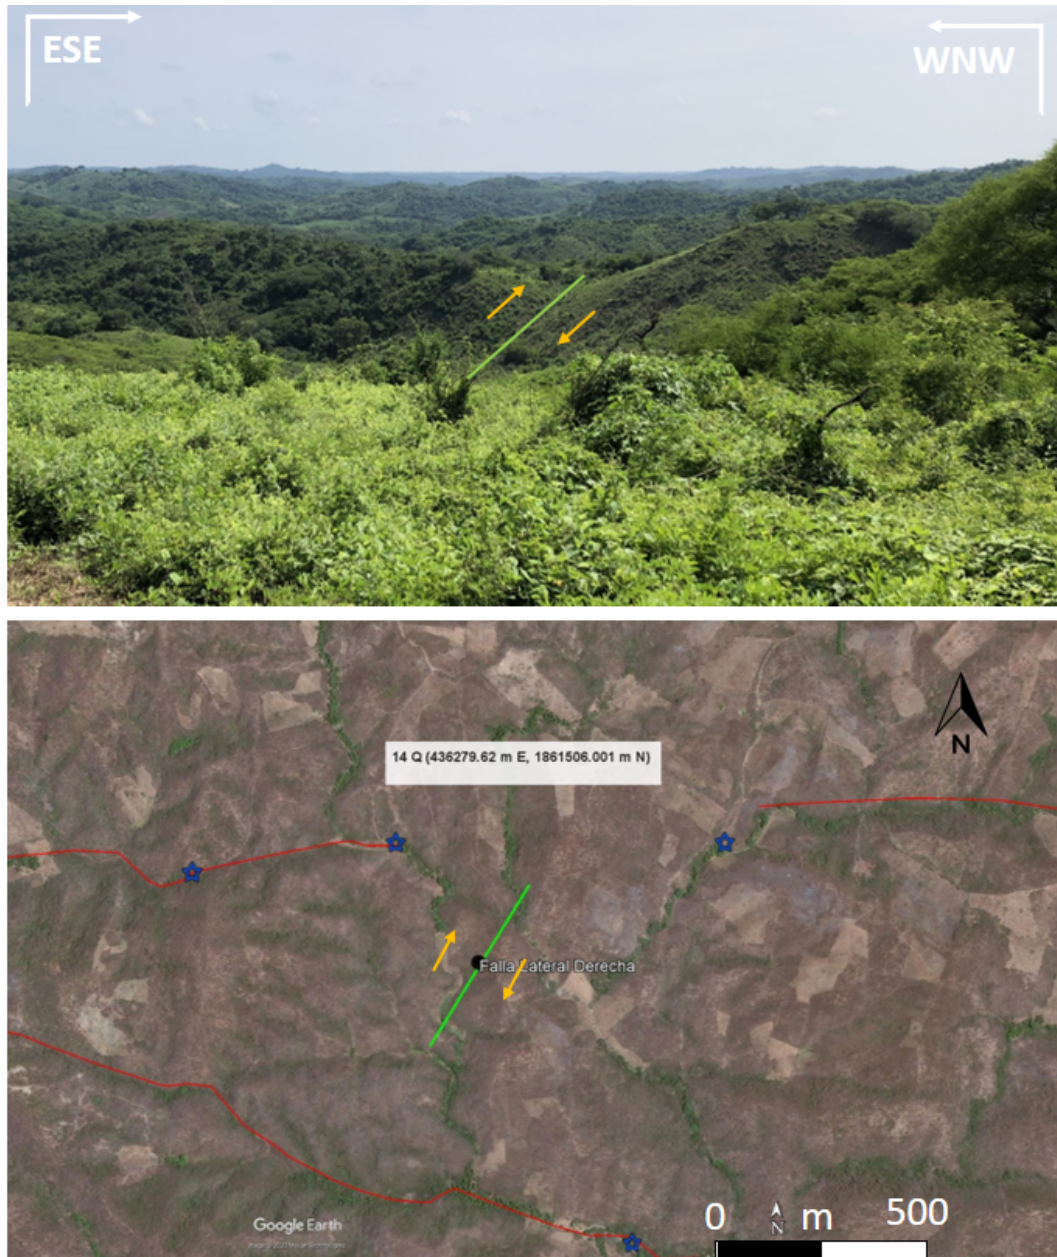 ESE
WNW
N
14 Q (436279.62 m E, 1861506.001 m N)
Falla Lateral Derecha
Google Earth
0 N m 500